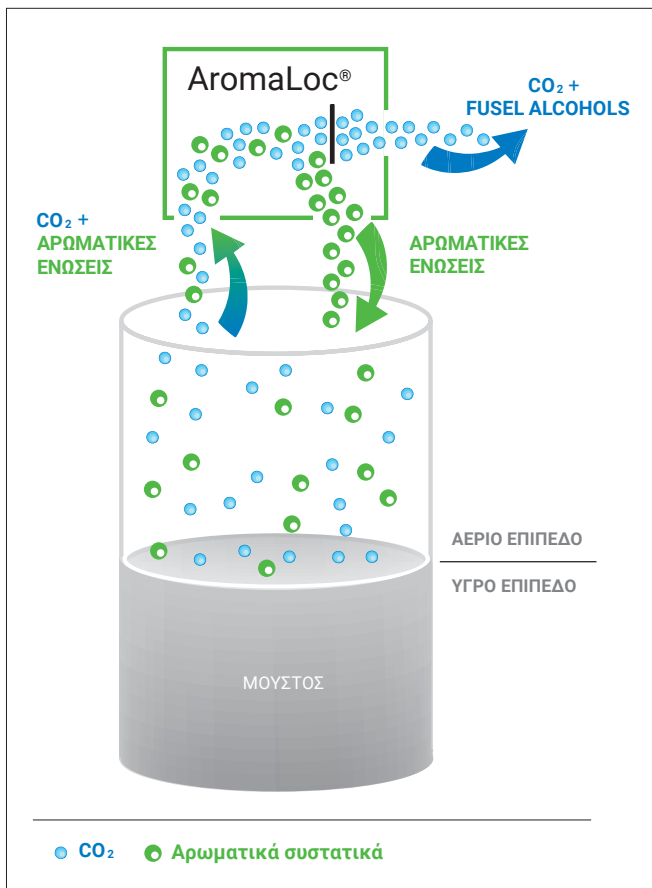 AromaLoc®
CO₂ +
FUSEL ALCOHOLS
CO₂ +
ΑΡΩΜΑΤΙΚΕΣ
ΕΝΩΣΕΙΣ
ΑΡΩΜΑΤΙΚΕΣ
ΕΝΩΣΕΙΣ
ΑΕΡΙΟ ΕΠΙΠΕΔΟ
ΥΓΡΟ ΕΠΙΠΕΔΟ
ΜΟΥΣΤΟΣ
CO₂
Αρωματικά συστατικά